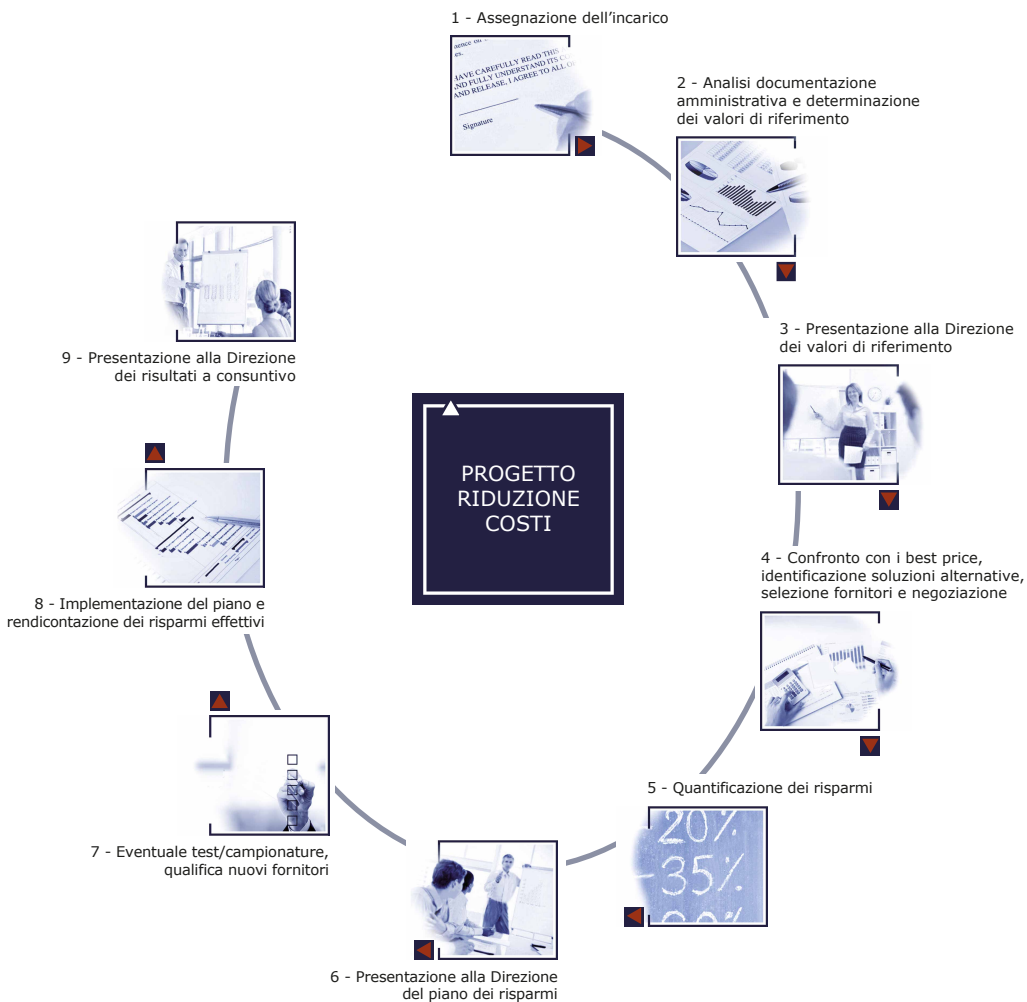 1 - Assegnazione dell'incarico
HAVE CAREFULLY READ THIS
AND RELEASE, I AGREE TO ALL
Signature
2 - Analisi documentazione
amministrativa e determinazione
dei valori di riferimento
3 - Presentazione alla Direzione
dei valori di riferimento
4 - Confronto con i best price,
identificazione soluzioni alternative,
selezione fornitori e negoziazione
5 - Quantificazione dei risparmi
20%
35%
6 - Presentazione alla Direzione
del piano dei risparmi
7 - Eventuale test/campionature,
qualifica nuovi fornitori
8 - Implementazione del piano e
rendicontazione dei risparmi effettivi
9 - Presentazione alla Direzione
dei risultati a consuntivo
PROGETTO
RIDUZIONE
COSTI